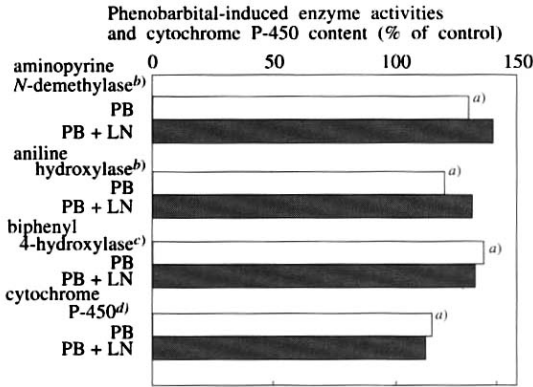 Phenobarbital-induced enzyme activities
and cytochrome P-450 content (% of control)
0 50 100 150
aminopyrine
N-demethylase b)
PB a)
PB + LN
aniline
hydroxylase b)
PB a)
PB + LN
biphenyl
4-hydroxylase c)
PB a)
PB + LN
cytochrome
P-450 d)
PB a)
PB + LN